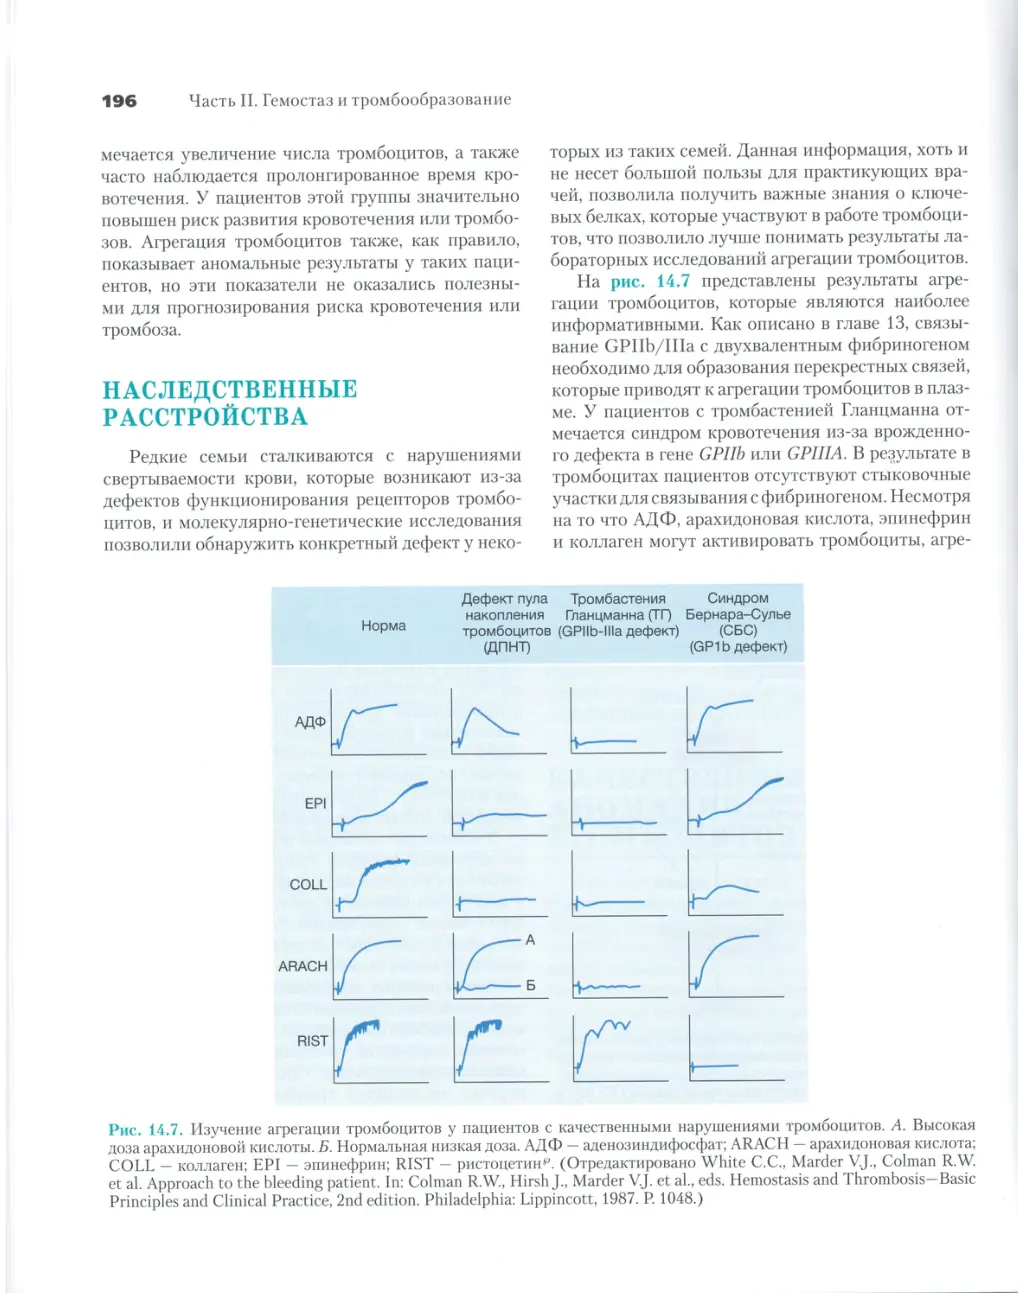 196 Часть II. Гемостаз и тромбообразование
мечается увеличение числа тромбоцитов, а также
часто наблюдается пролонгированное время кро-
вотечения. У пациентов этой группы значительно
повышен риск развития кровотечения или тромбо-
зов. Агрегация тромбоцитов также, как правило,
показывает аномальные результаты у таких паци-
ентов, но эти показатели не оказались полезны-
ми для прогнозирования риска кровотечения или
тромбоза.
НАСЛЕДСТВЕННЫЕ
РАССТРОЙСТВА
Редкие семьи сталкиваются с нарушениями
свертываемости крови, которые возникают из-за
дефектов функционирования рецепторов тромбо-
цитов, и молекулярно-генетические исследования
позволили обнаружить конкретный дефект у неко-
торых из таких семей. Данная информация, хоть и
не несет большой пользы для практикующих вра-
чей, позволила получить важные знания о ключе-
вых белках, которые участвуют в работе тромбоци-
тов, что позволило лучше понимать результаты ла-
бораторных исследований агрегации тромбоцитов.
На рис. 14.7 представлены результаты агре-
гации тромбоцитов, которые являются наиболее
информативными. Как описано в главе 13, связы-
вание GPIIb/IIIa с двухвалентным фибриногеном
необходимо для образования перекрестных связей,
которые приводят к агрегации тромбоцитов в плаз-
ме. У пациентов с тромбастенией Гланцманна от-
мечается синдром кровотечения из-за врожденно-
го дефекта в гене GPIIb или GPIIIA. В результате в
тромбоцитах пациентов отсутствуют стыковочные
участки для связывания с фибриногеном. Несмотря
на то что АДФ, арахидоновая кислота, эпинефрин
и коллаген могут активировать тромбоциты, агре-
Норма
Дефект пула
накопления
тромбоцитов
(ДПНТ)
Тромбастения
Гланцманна (ТГ)
(GPIIb-IIIa дефект)
Синдром
Бернара–Сулье
(СБС)
(GP1b дефект)
АДФ
EPI
COLL
ARACH
А
Б
RIST
Рис. 14.7. Изучение агрегации тромбоцитов у пациентов с качественными нарушениями тромбоцитов. А. Высокая
доза арахидоновой кислоты. Б. Нормальная низкая доза. АДФ — аденозиндифосфат; ARACH — арахидоновая кислота;
COLL — коллаген; EPI — эпинефрин; RIST — ристоцетин℘. (Отредактировано White C.C., Marder V.J., Colman R.W.
et al. Approach to the bleeding patient. In: Colman R.W., Hirsh J., Marder V.J. et al., eds. Hemostasis and Thrombosis—Basic
Principles and Clinical Practice, 2nd edition. Philadelphia: Lippincott, 1987. P. 1048.)